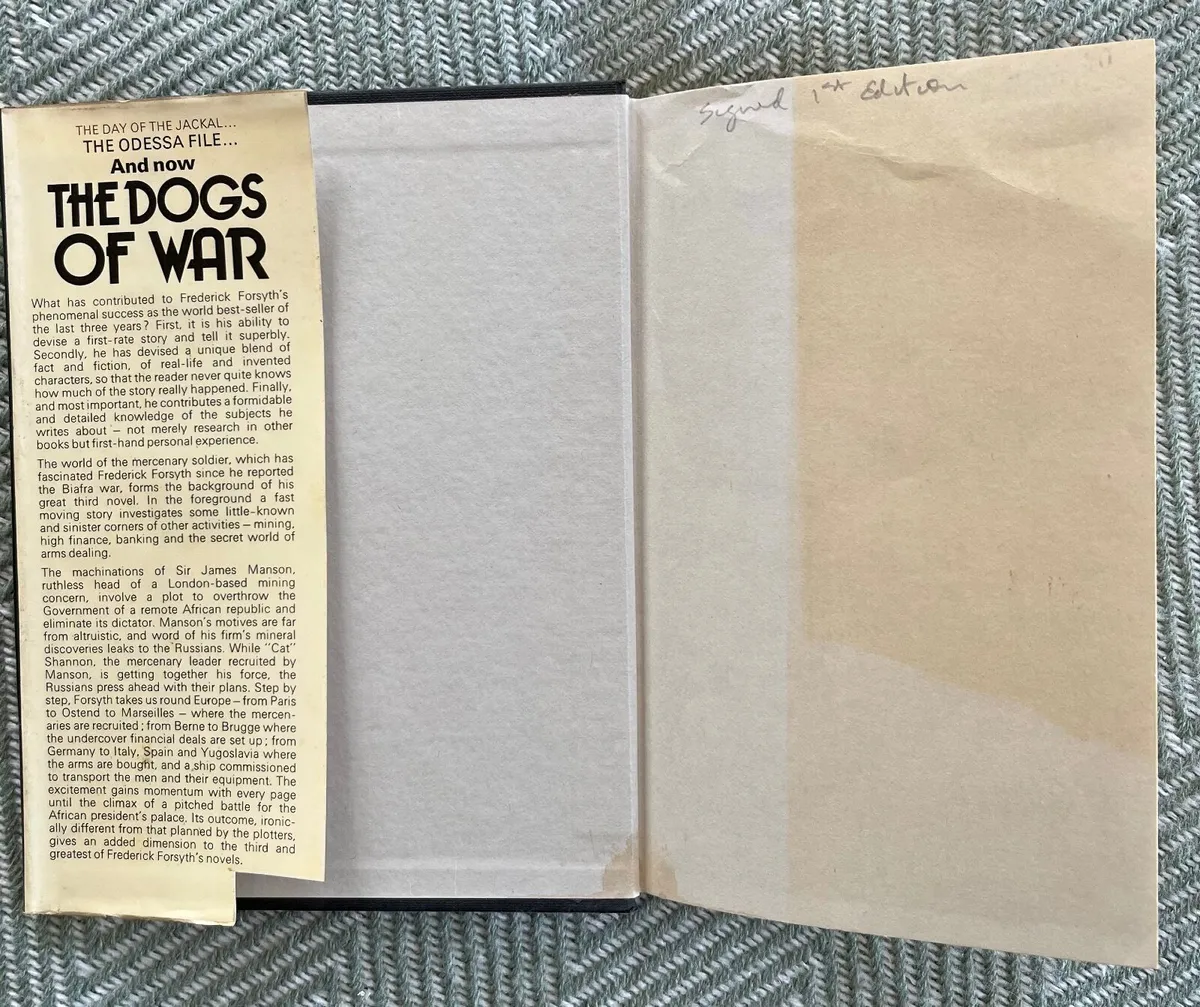 THE DAY OF THE JACKAL...
THE ODESSA FILE...
And now
THE DOGS
OF WAR
What has contributed to Frederick Forsyth's
phenomenal success as the world best-seller of
the last three years? First, it is his ability to
devise a first-rate story and tell it superbly.
Secondly, he has devised a unique blend of
fact and fiction, of real-life and invented
characters, so that the reader never quite knows
how much of the story really happened. Finally,
and most important, he contributes a formidable
and detailed knowledge of the subjects he
writes about – not merely research in other
books but first-hand personal experience.
The world of the mercenary soldier, which has
fascinated Frederick Forsyth since he reported
the Biafra war, forms the background of his
great third novel. In the foreground a fast
moving story investigates some little-known
and sinister corners of other activities – mining,
high finance, banking and the secret world of
arms dealing.
The machinations of Sir James Manson,
ruthless head of a London-based mining
concern, involve a plot to overthrow the
Government of a remote African republic and
eliminate its dictator. Manson's motives are far
from altruistic, and word of his firm's mineral
discoveries leaks to the Russians. While "Cat"
Shannon, the mercenary leader recruited by
Manson, is getting together his force, the
Russians press ahead with their plans. Step by
step, Forsyth takes us round Europe – from Paris
to Ostend to Marseilles – where the mercen-
aries are recruited; from Berne to Brugge where
the undercover financial deals are set up; from
Germany to Italy, Spain and Yugoslavia where
the arms are bought, and a ship commissioned
to transport the men and their equipment. The
excitement gains momentum with every page
until the climax of a pitched battle for the
African president's palace. Its outcome, ironic-
ally different from that planned by the plotters,
gives an added dimension to the third and
greatest of Frederick Forsyth's novels.
Signed 1st Edition